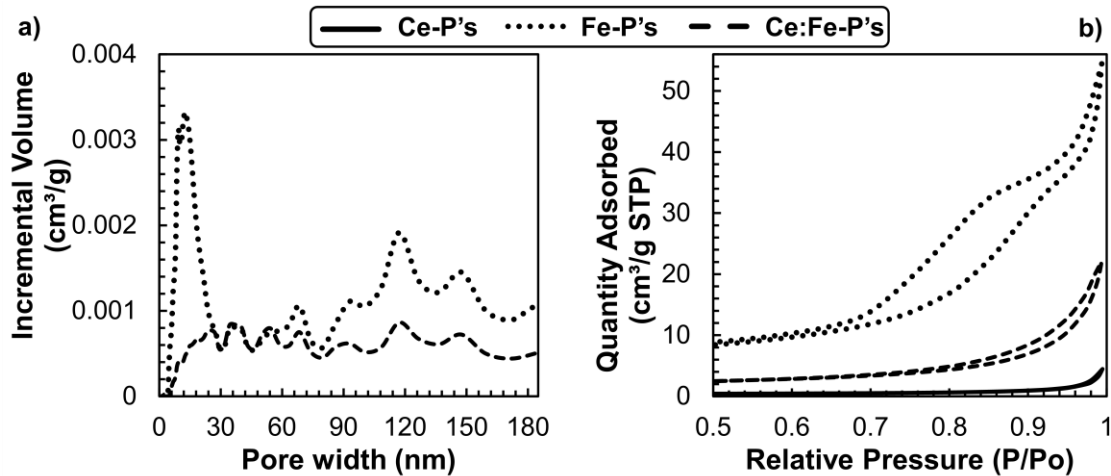 a)
Ce-P's Fe-P's Ce:Fe-P's
b)
Incremental Volume
(cm³/g)
0.004
0.003
0.002
0.001
0
0 30 60 90 120 150 180
Pore width (nm)
Quantity Adsorbed
(cm³/g STP)
50
40
30
20
10
0
0.5 0.6 0.7 0.8 0.9 1
Relative Pressure (P/Po)